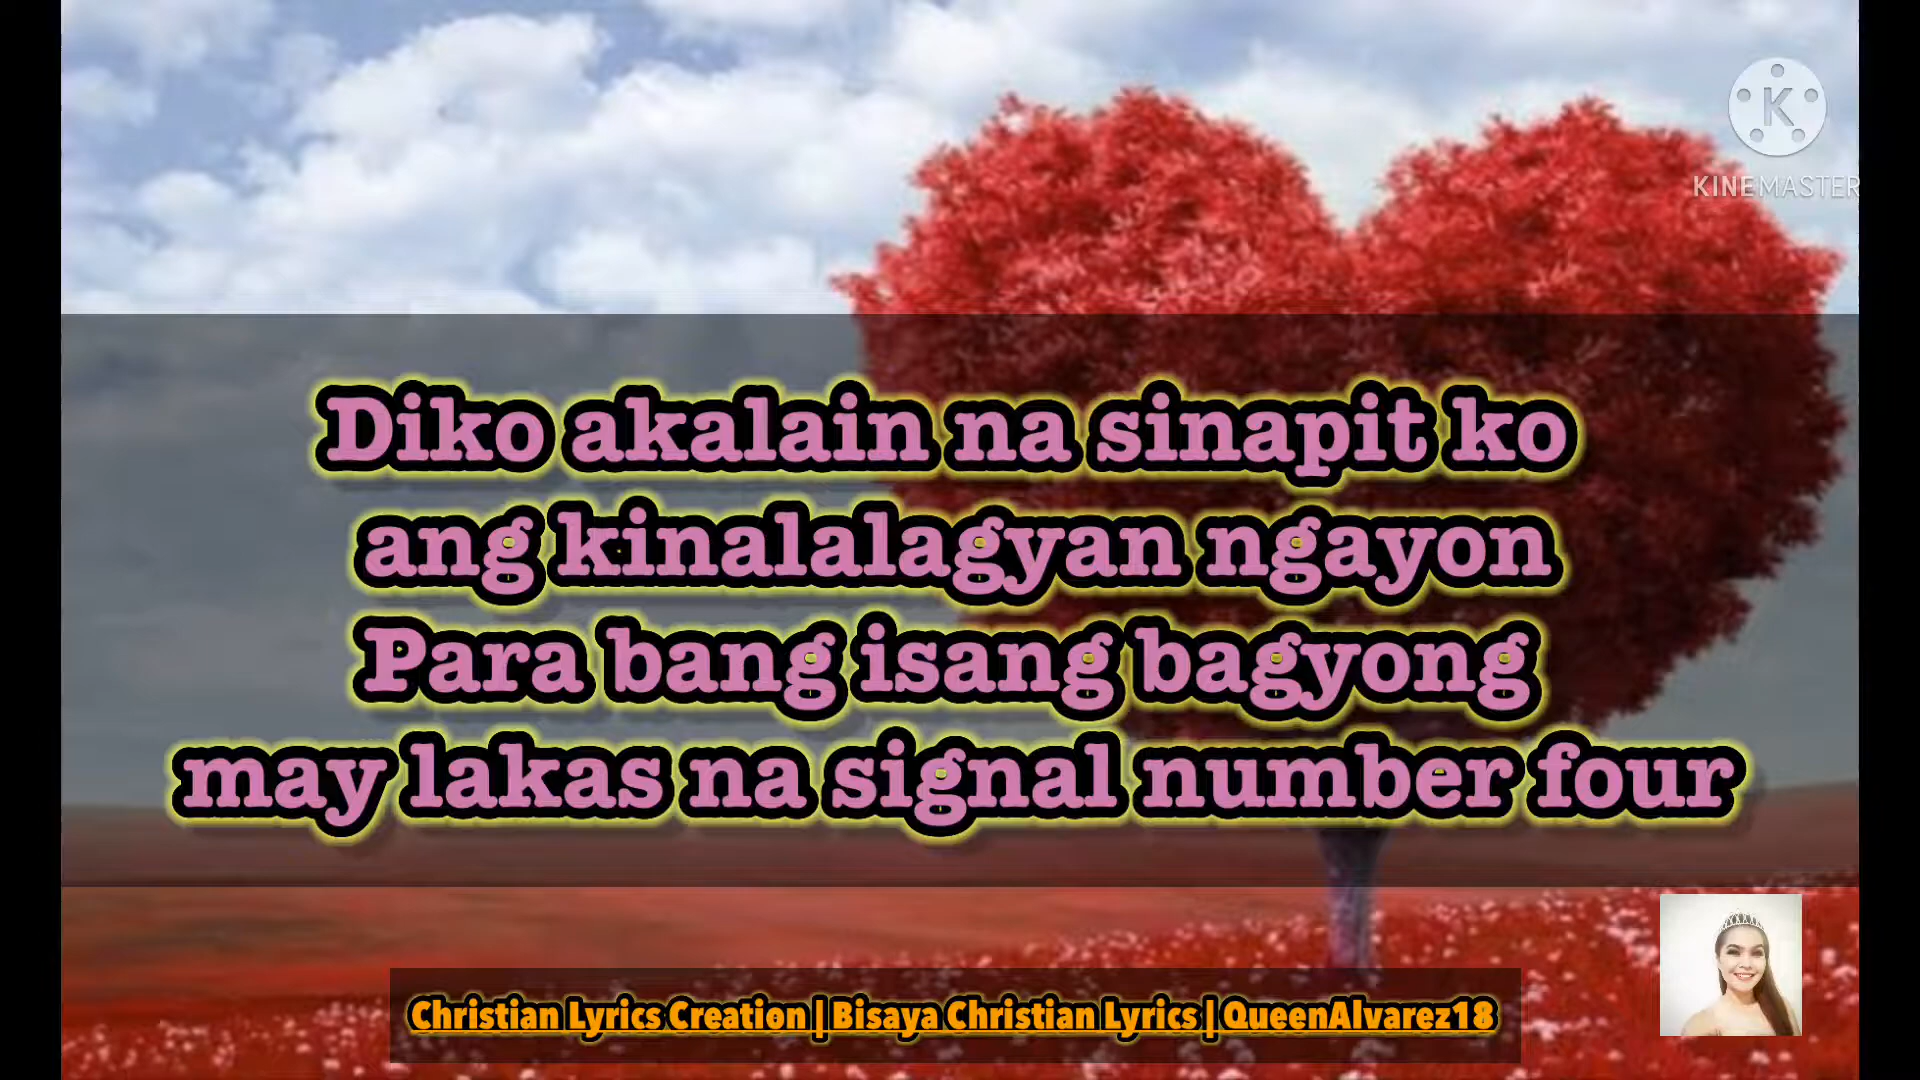 K
KINEMASTER
Diko akalain na sinapit ko
ang kinalalagyan ngayon
Para bang isang bagyong
may lakas na signal number four
Christian Lyrics Creation | Bisaya Christian Lyrics | QueenAlvarez18